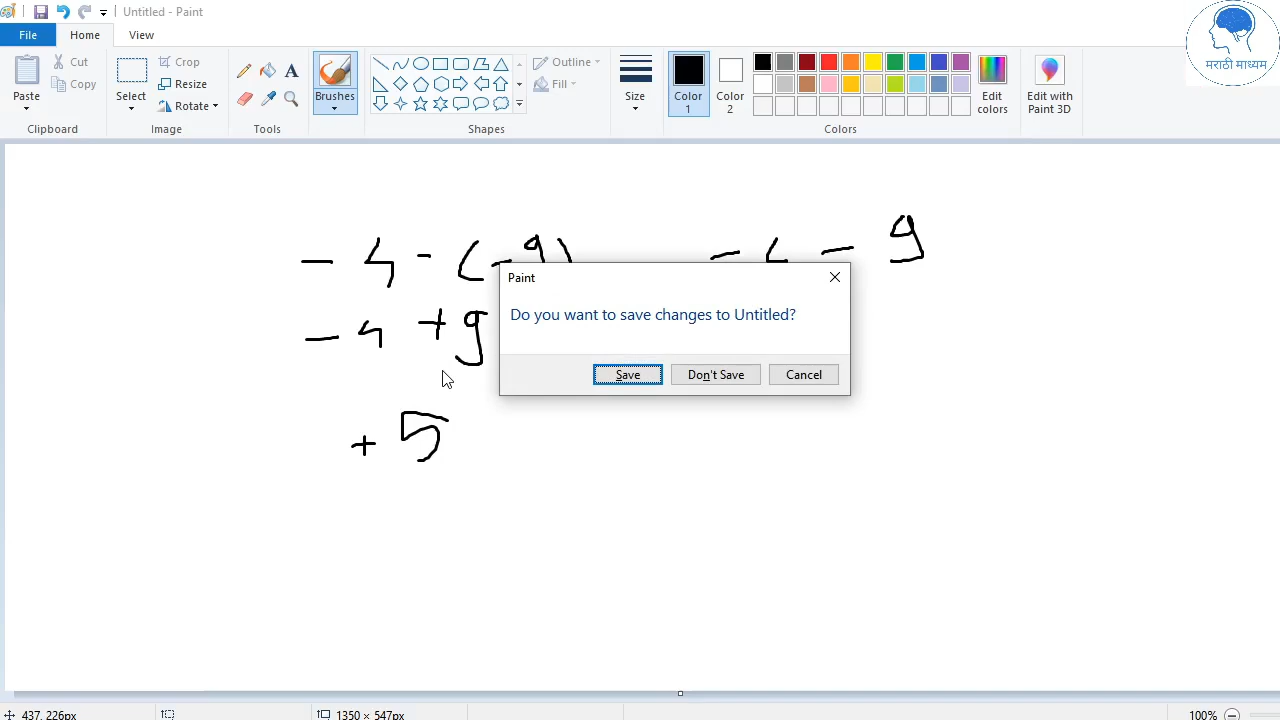 Untitled - Paint
File Home View
Paste Cut Copy Clipboard
Select Crop Resize Rotate Image
Tools
Brushes
Shapes Outline Fill
Size
Color 1 Color 2 Edit colors Colors
Edit with Paint 3D
मराठी माध्यम
- 4 - (-9) - 4 - 9
- 4 + 9
+ 5
Paint
Do you want to save changes to Untitled?
Save Don't Save Cancel
437, 226px 1350 × 547px 100%